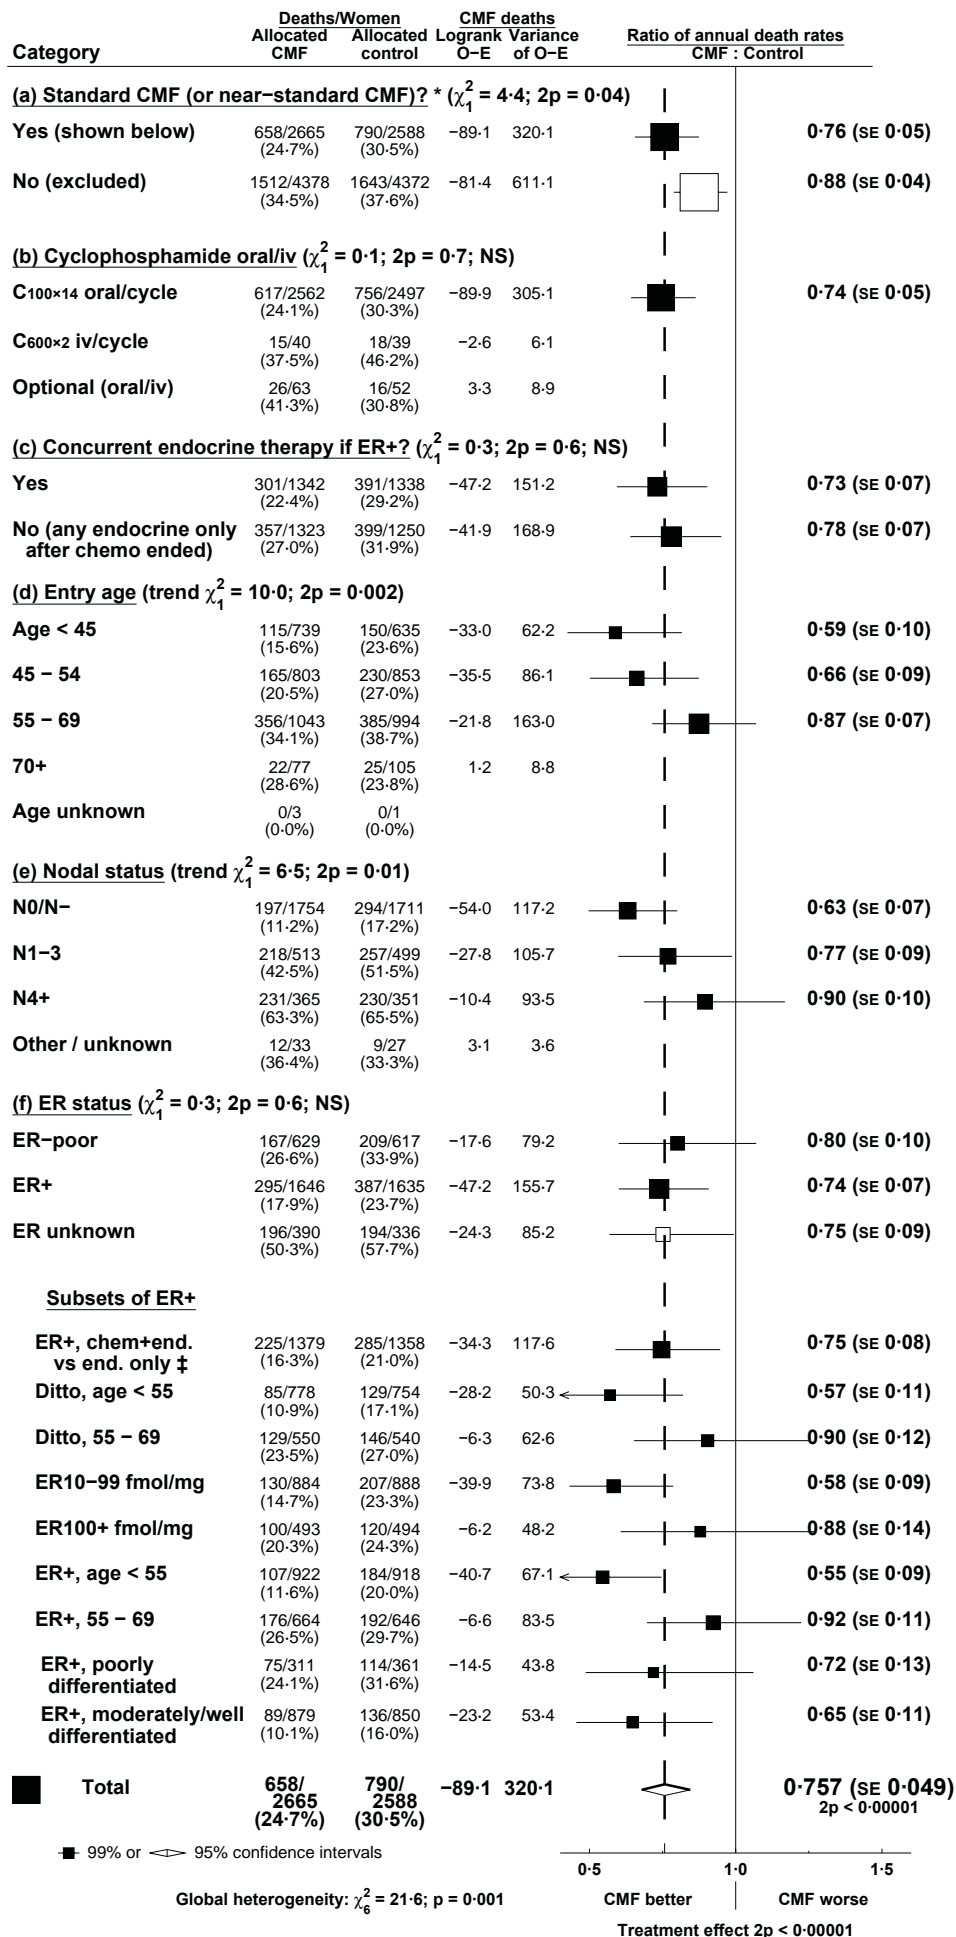 Deaths/Women CMF deaths
Allocated Allocated Logrank Variance Ratio of annual death rates
Category CMF control O−E of O−E CMF : Control
(a) Standard CMF (or near−standard CMF)? * (χ²₁ = 4·4; 2p = 0·04)
Yes (shown below) 658/2665 790/2588 −89·1 320·1 0·76 (SE 0·05)
(24·7%) (30·5%)
No (excluded) 1512/4378 1643/4372 −81·4 611·1 0·88 (SE 0·04)
(34·5%) (37·6%)
(b) Cyclophosphamide oral/iv (χ²₁ = 0·1; 2p = 0·7; NS)
C100×14 oral/cycle 617/2562 756/2497 −89·9 305·1 0·74 (SE 0·05)
(24·1%) (30·3%)
C600×2 iv/cycle 15/40 18/39 −2·6 6·1
(37·5%) (46·2%)
Optional (oral/iv) 26/63 16/52 3·3 8·9
(41·3%) (30·8%)
(c) Concurrent endocrine therapy if ER+? (χ²₁ = 0·3; 2p = 0·6; NS)
Yes 301/1342 391/1338 −47·2 151·2 0·73 (SE 0·07)
(22·4%) (29·2%)
No (any endocrine only 357/1323 399/1250 −41·9 168·9 0·78 (SE 0·07)
after chemo ended) (27·0%) (31·9%)
(d) Entry age (trend χ²₁ = 10·0; 2p = 0·002)
Age < 45 115/739 150/635 −33·0 62·2 0·59 (SE 0·10)
(15·6%) (23·6%)
45 − 54 165/803 230/853 −35·5 86·1 0·66 (SE 0·09)
(20·5%) (27·0%)
55 − 69 356/1043 385/994 −21·8 163·0 0·87 (SE 0·07)
(34·1%) (38·7%)
70+ 22/77 25/105 1·2 8·8
(28·6%) (23·8%)
Age unknown 0/3 0/1
(0·0%) (0·0%)
(e) Nodal status (trend χ²₁ = 6·5; 2p = 0·01)
N0/N− 197/1754 294/1711 −54·0 117·2 0·63 (SE 0·07)
(11·2%) (17·2%)
N1−3 218/513 257/499 −27·8 105·7 0·77 (SE 0·09)
(42·5%) (51·5%)
N4+ 231/365 230/351 −10·4 93·5 0·90 (SE 0·10)
(63·3%) (65·5%)
Other / unknown 12/33 9/27 3·1 3·6
(36·4%) (33·3%)
(f) ER status (χ²₁ = 0·3; 2p = 0·6; NS)
ER−poor 167/629 209/617 −17·6 79·2 0·80 (SE 0·10)
(26·6%) (33·9%)
ER+ 295/1646 387/1635 −47·2 155·7 0·74 (SE 0·07)
(17·9%) (23·7%)
ER unknown 196/390 194/336 −24·3 85·2 0·75 (SE 0·09)
(50·3%) (57·7%)
Subsets of ER+
ER+, chem+end. 225/1379 285/1358 −34·3 117·6 0·75 (SE 0·08)
vs end. only ‡ (16·3%) (21·0%)
Ditto, age < 55 85/778 129/754 −28·2 50·3 0·57 (SE 0·11)
(10·9%) (17·1%)
Ditto, 55 − 69 129/550 146/540 −6·3 62·6 0·90 (SE 0·12)
(23·5%) (27·0%)
ER10−99 fmol/mg 130/884 207/888 −39·9 73·8 0·58 (SE 0·09)
(14·7%) (23·3%)
ER100+ fmol/mg 100/493 120/494 −6·2 48·2 0·88 (SE 0·14)
(20·3%) (24·3%)
ER+, age < 55 107/922 184/918 −40·7 67·1 0·55 (SE 0·09)
(11·6%) (20·0%)
ER+, 55 − 69 176/664 192/646 −6·6 83·5 0·92 (SE 0·11)
(26·5%) (29·7%)
ER+, poorly 75/311 114/361 −14·5 43·8 0·72 (SE 0·13)
differentiated (24·1%) (31·6%)
ER+, moderately/well 89/879 136/850 −23·2 53·4 0·65 (SE 0·11)
differentiated (10·1%) (16·0%)
Total 658/ 790/ −89·1 320·1 0·757 (SE 0·049)
2665 2588 2p < 0·00001
(24·7%) (30·5%)
99% or 95% confidence intervals
0·5 1·0 1·5
Global heterogeneity: χ²₆ = 21·6; p = 0·001 CMF better CMF worse
Treatment effect 2p < 0·00001